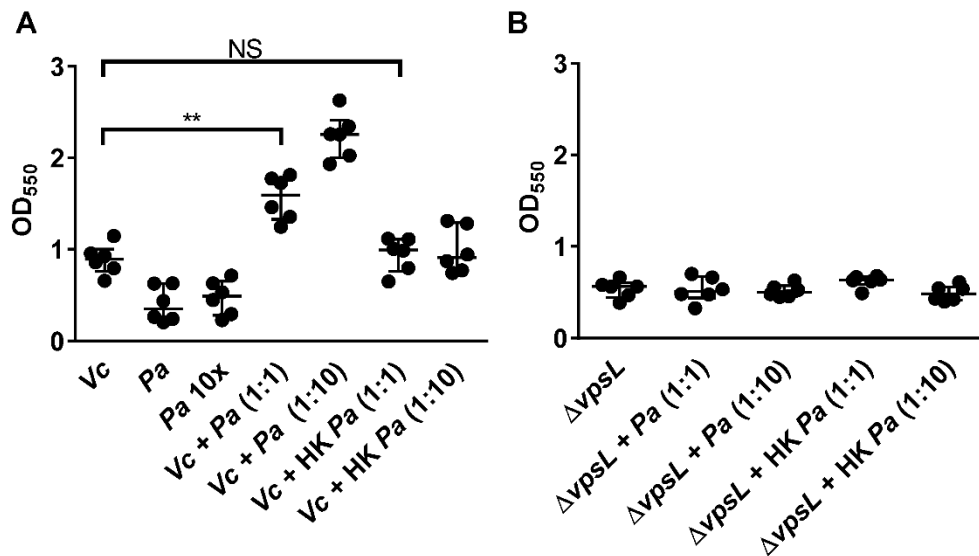 A
B
NS
**
3
2
1
0
OD550
Vc
Pa
Pa 10x
Vc + Pa (1:1)
Vc + Pa (1:10)
Vc + HK Pa (1:1)
Vc + HK Pa (1:10)
3
2
1
0
OD550
ΔvpsL
ΔvpsL + Pa (1:1)
ΔvpsL + Pa (1:10)
ΔvpsL + HK Pa (1:1)
ΔvpsL + HK Pa (1:10)